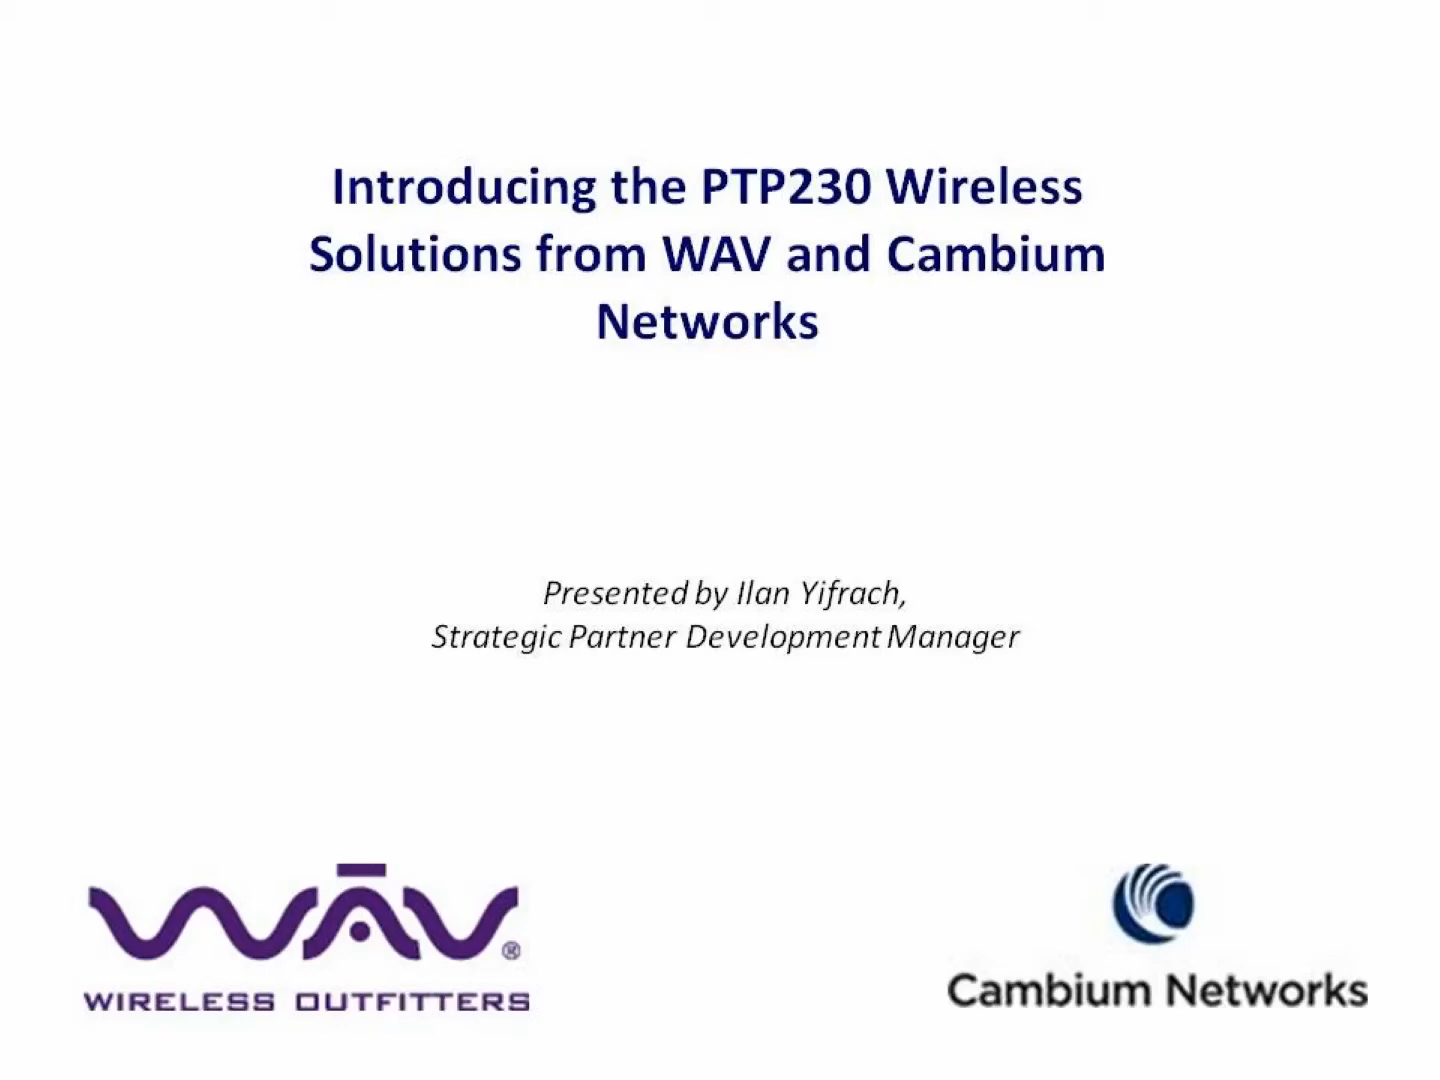 Introducing the PTP230 Wireless
Solutions from WAV and Cambium
Networks
Presented by Ilan Yifrach,
Strategic Partner Development Manager
WAV®
WIRELESS OUTFITTERS
Cambium Networks